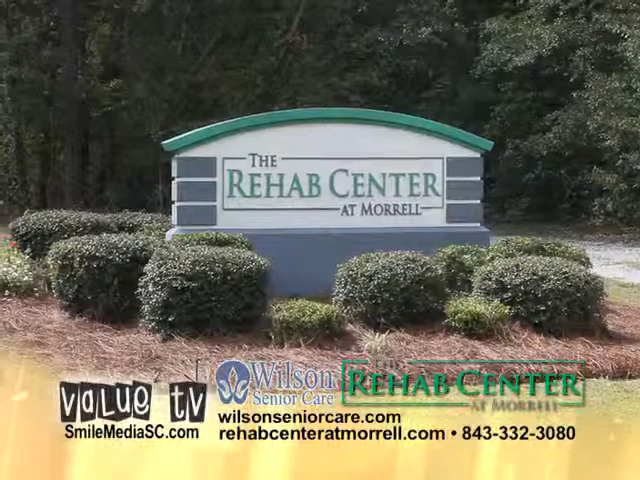 THE
REHAB CENTER
AT MORRELL
VALUE TV
SmileMediaSC.com
Wilson
Senior Care
THE
REHAB CENTER
AT MORRELL
wilsonseniorcare.com
rehabcenteratmorrell.com • 843-332-3080